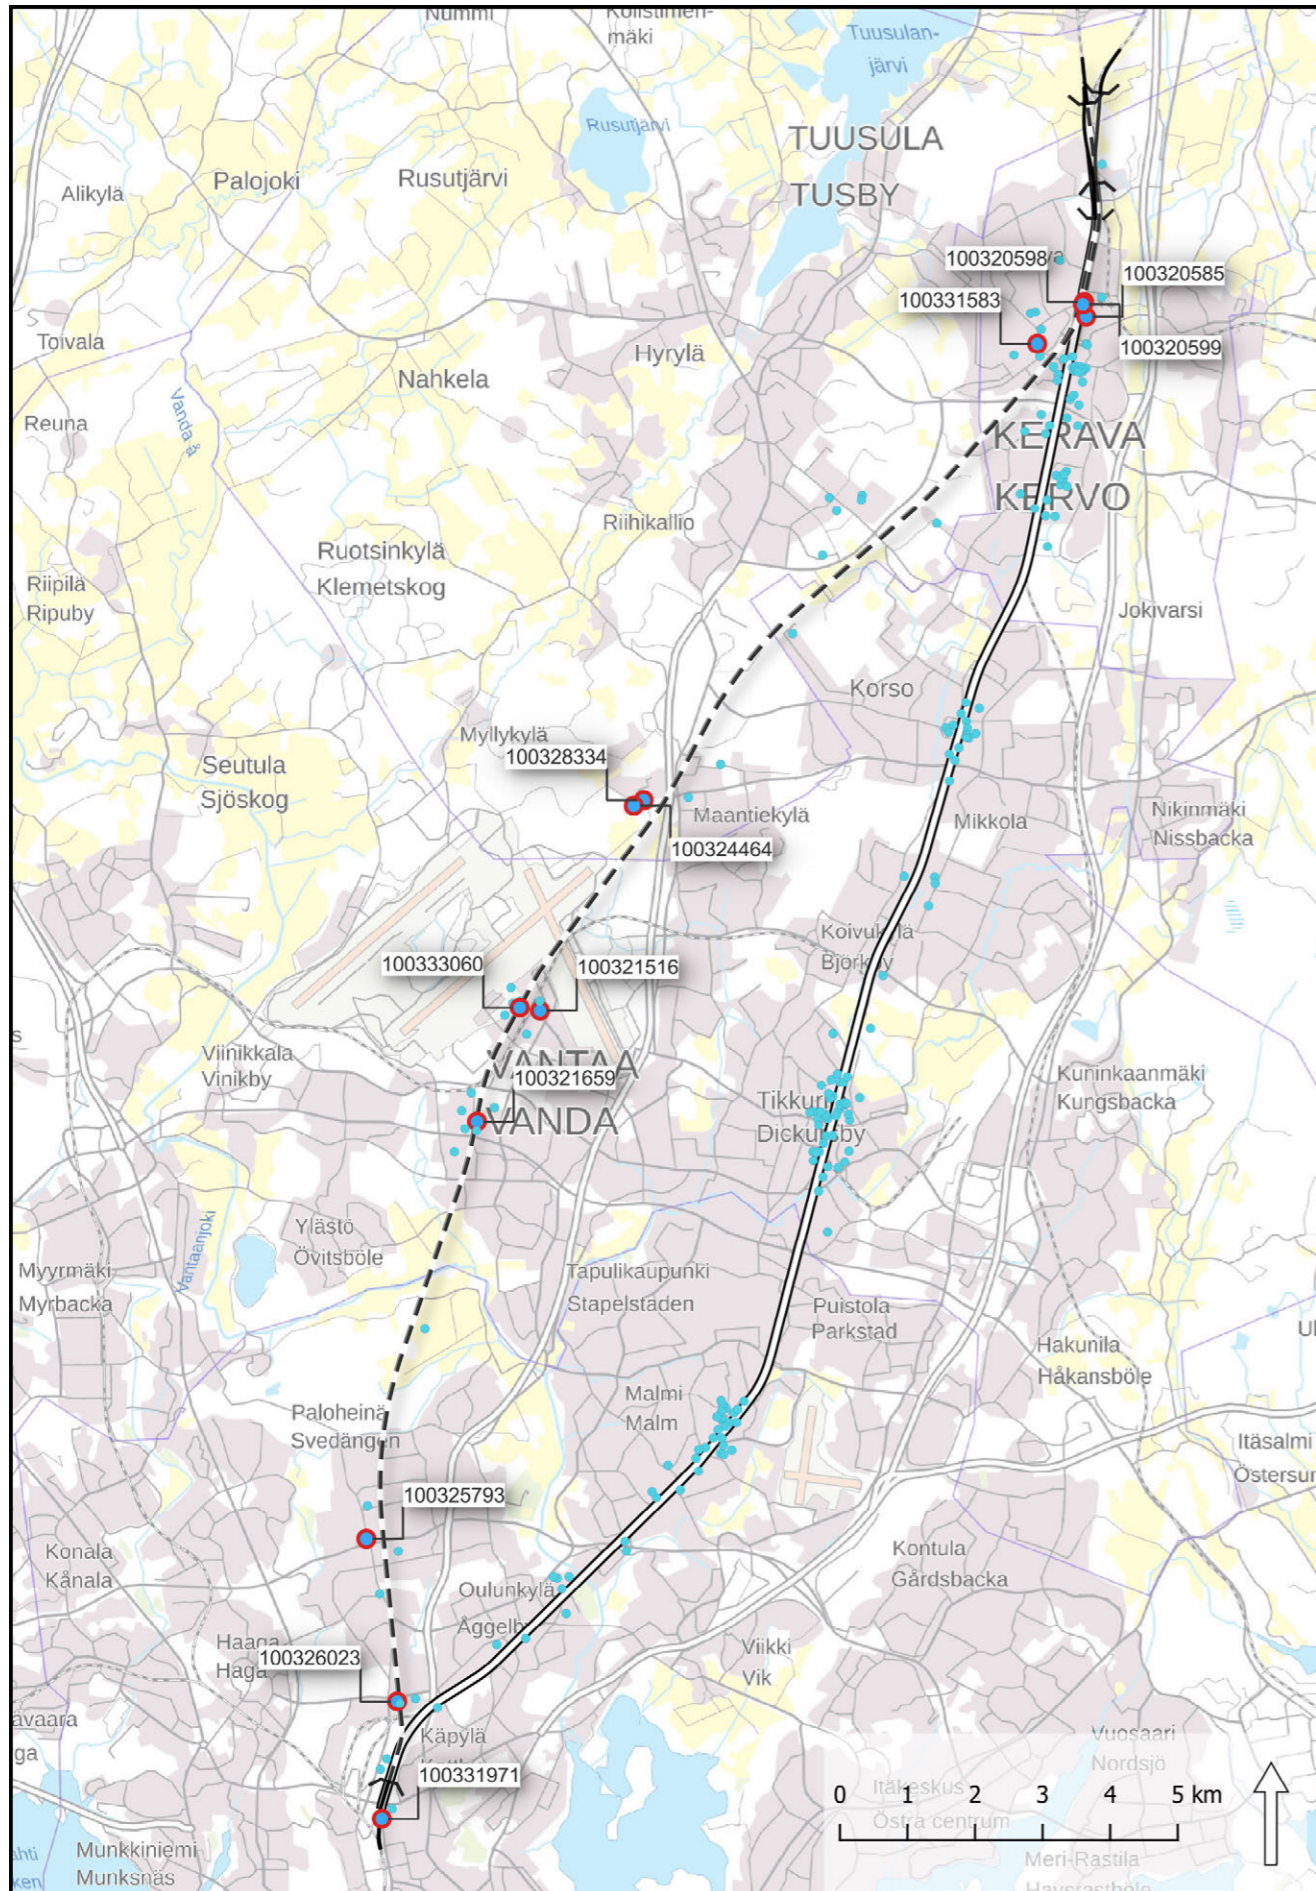 Nummi
mäki
Tuusulan-
järvi
Rusutjärvi
TUUSULA
TUSBY
Alikylä
Palojoki
Rusutjärvi
100320598
100320585
100331583
100320599
Toivala
Hyrylä
Nahkela
Reuna
Vanda å
KERAVA
KERVO
Riihikallio
Ruotsinkylä
Klemetskog
Riipilä
Ripuby
Jokivarsi
Korso
Myllykylä
100328334
Seutula
Sjöskog
Maantiekylä
100324464
Mikkola
Nikinmäki
Nissbacka
Koivukylä
Björkby
100333060
100321516
VANTAA
VANDA
100321659
Viinikkala
Vinikby
Tikkuri
Dickursby
Kuninkaanmäki
Kungsbacka
Ylästö
Övitsböle
Vantaanjoki
Myyrmäki
Myrbacka
Tapulikaupunki
Stapelstaden
Puistola
Parkstad
Hakunila
Håkansböle
Malmi
Malm
Paloheinä
Svedängen
Itäsalmi
Östersun
100325793
Konala
Kånala
Kontula
Gårdsbacka
Oulunkylä
Åggelby
Haaga
Haga
100326023
Viikki
Vik
Käpylä
100331971
Vuosaari
Nordsjö
Itäkeskus
Östra centrum
0 1 2 3 4 5 km
Munkkiniemi
Munksnäs
Meri-Rastila